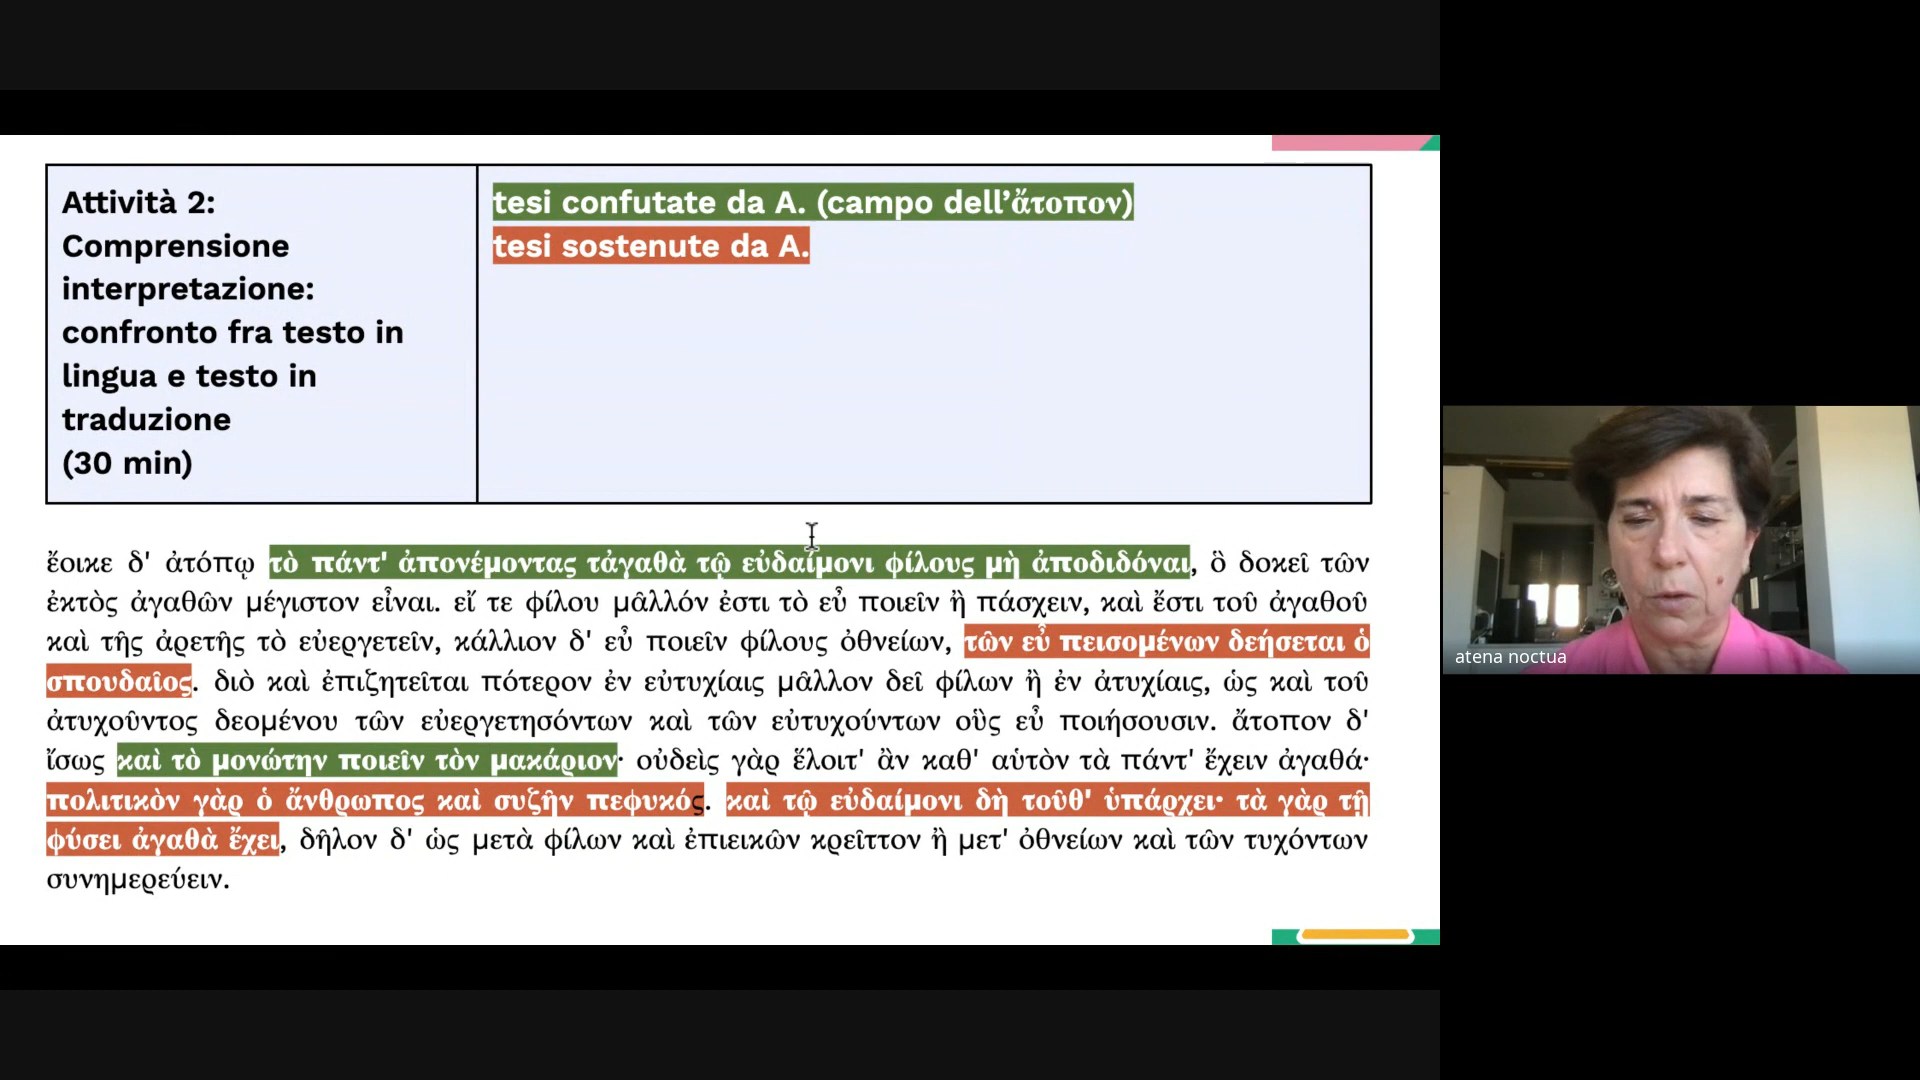 Attività 2:
Comprensione
interpretazione:
confronto fra testo in
lingua e testo in
traduzione
(30 min)
tesi confutate da A. (campo dell’ἄτοπον)
tesi sostenute da A.
ἔοικε δ' ἀτόπῳ τὸ πάντ' ἀπονέμοντας τἀγαθὰ τῷ εὐδαίμονι φίλους μὴ ἀποδιδόναι, ὃ δοκεῖ τῶν
ἐκτὸς ἀγαθῶν μέγιστον εἶναι. εἴ τε φίλου μᾶλλόν ἐστι τὸ εὖ ποιεῖν ἢ πάσχειν, καὶ ἔστι τοῦ ἀγαθοῦ
καὶ τῆς ἀρετῆς τὸ εὐεργετεῖν, κάλλιον δ' εὖ ποιεῖν φίλους ὀθνείων, τῶν εὖ πεισομένων δεήσεται ὁ
σπουδαῖος. διὸ καὶ ἐπιζητεῖται πότερον ἐν εὐτυχίαις μᾶλλον δεῖ φίλων ἢ ἐν ἀτυχίαις, ὡς καὶ τοῦ
ἀτυχοῦντος δεομένου τῶν εὐεργετησόντων καὶ τῶν εὐτυχούντων οὓς εὖ ποιήσουσιν. ἄτοπον δ'
ἴσως καὶ τὸ μονώτην ποιεῖν τὸν μακάριον· οὐδεὶς γὰρ ἕλοιτ' ἂν καθ' αὑτὸν τὰ πάντ' ἔχειν ἀγαθά·
πολιτικὸν γὰρ ὁ ἄνθρωπος καὶ συζῆν πεφυκός. καὶ τῷ εὐδαίμονι δὴ τοῦθ' ὑπάρχει· τὰ γὰρ τῇ
φύσει ἀγαθὰ ἔχει, δῆλον δ' ὡς μετὰ φίλων καὶ ἐπιεικῶν κρεῖττον ἢ μετ' ὀθνείων καὶ τῶν τυχόντων
συνημερεύειν.
atena noctua